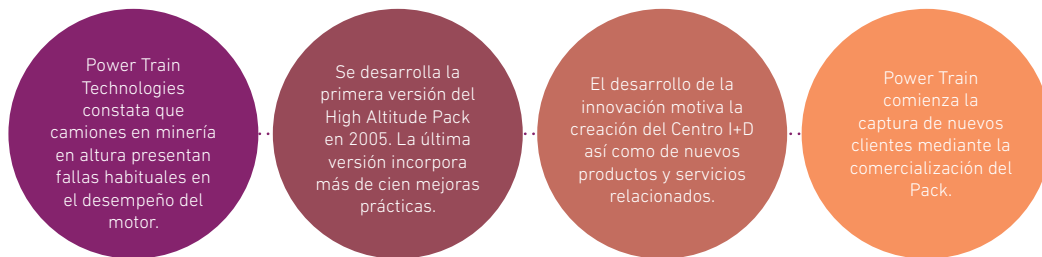 Power Train
Technologies
constata que
camiones en minería
en altura presentan
fallas habituales en
el desempeño del
motor.
Se desarrolla la
primera versión del
High Altitude Pack
en 2005. La última
versión incorpora
más de cien mejoras
prácticas.
El desarrollo de la
innovación motiva la
creación del Centro I+D
así como de nuevos
productos y servicios
relacionados.
Power Train
comienza la
captura de nuevos
clientes mediante la
comercialización del
Pack.